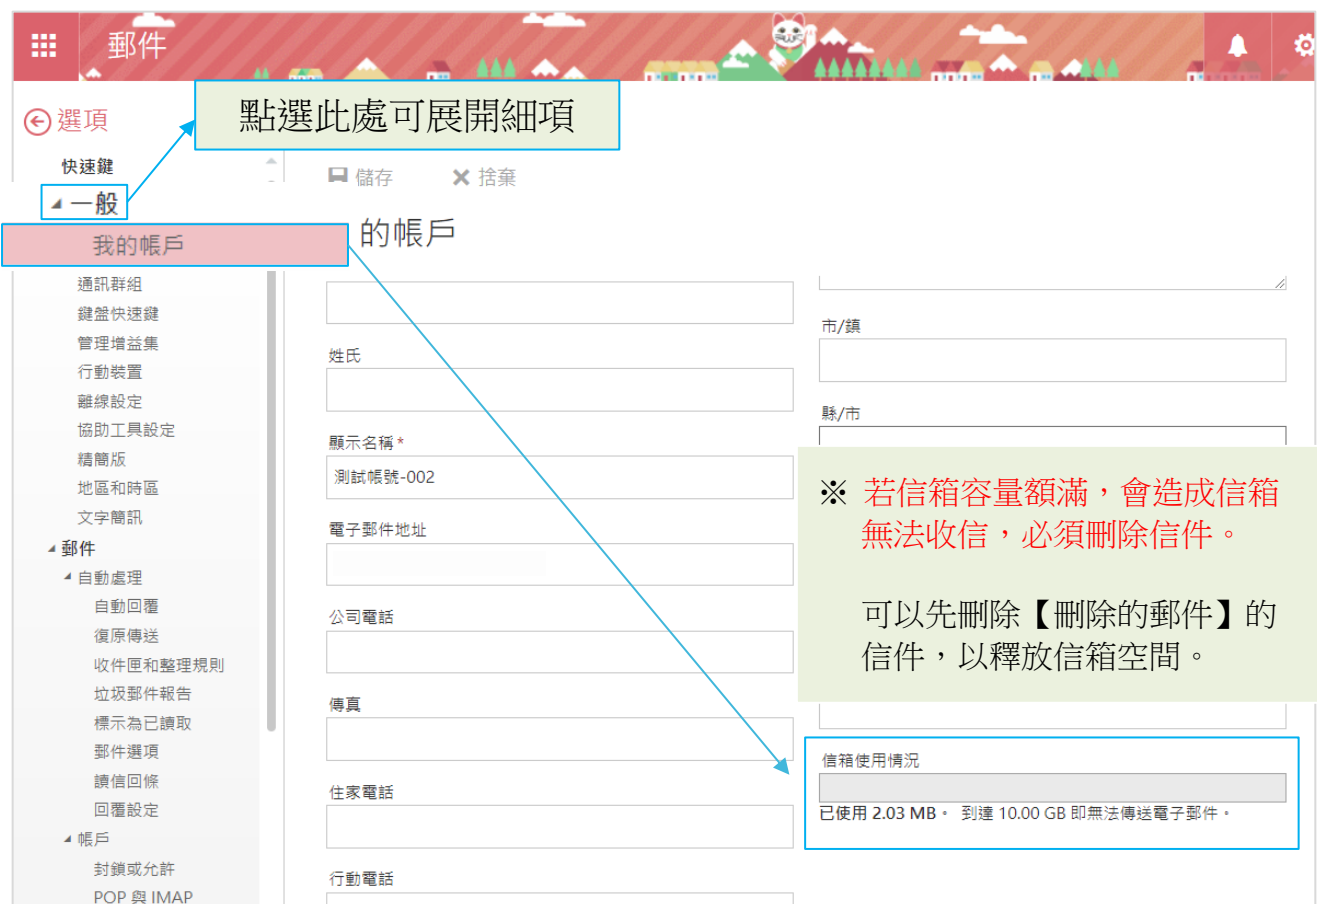 郵件
點選此處可展開細項
選項
快速鍵
一般
我的帳戶
通訊群組
鍵盤快速鍵
管理增益集
行動裝置
離線設定
協助工具設定
精簡版
地區和時區
文字簡訊
郵件
自動處理
自動回覆
復原傳送
收件匣和整理規則
垃圾郵件報告
標示為已讀取
郵件選項
讀信回條
回覆設定
帳戶
封鎖或允許
POP 與 IMAP
儲存 捨棄
的帳戶
姓氏
顯示名稱*
測試帳號-002
電子郵件地址
公司電話
傳真
住家電話
行動電話
市/鎮
縣/市
※ 若信箱容量額滿，會造成信箱
無法收信，必須刪除信件。
可以先刪除【刪除的郵件】的
信件，以釋放信箱空間。
信箱使用情況
已使用 2.03 MB。 到達 10.00 GB 即無法傳送電子郵件。